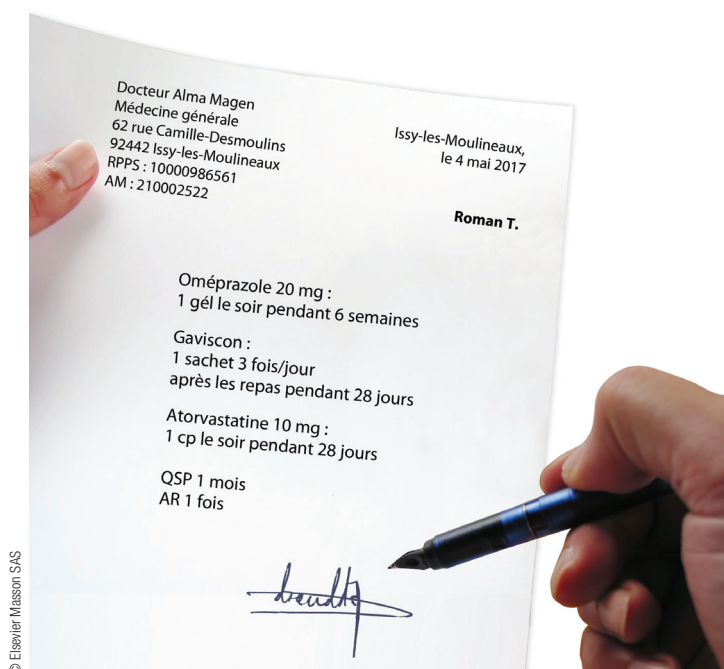 Docteur Alma Magen
Médecine générale
62 rue Camille-Desmoulins
92442 Issy-les-Moulineaux
RPPS : 10000986561
AM : 210002522
Issy-les-Moulineaux,
le 4 mai 2017
Roman T.
Oméprazole 20 mg :
1 gél le soir pendant 6 semaines
Gaviscon :
1 sachet 3 fois/jour
après les repas pendant 28 jours
Atorvastatine 10 mg :
1 cp le soir pendant 28 jours
QSP 1 mois
AR 1 fois
© Elsevier Masson SAS